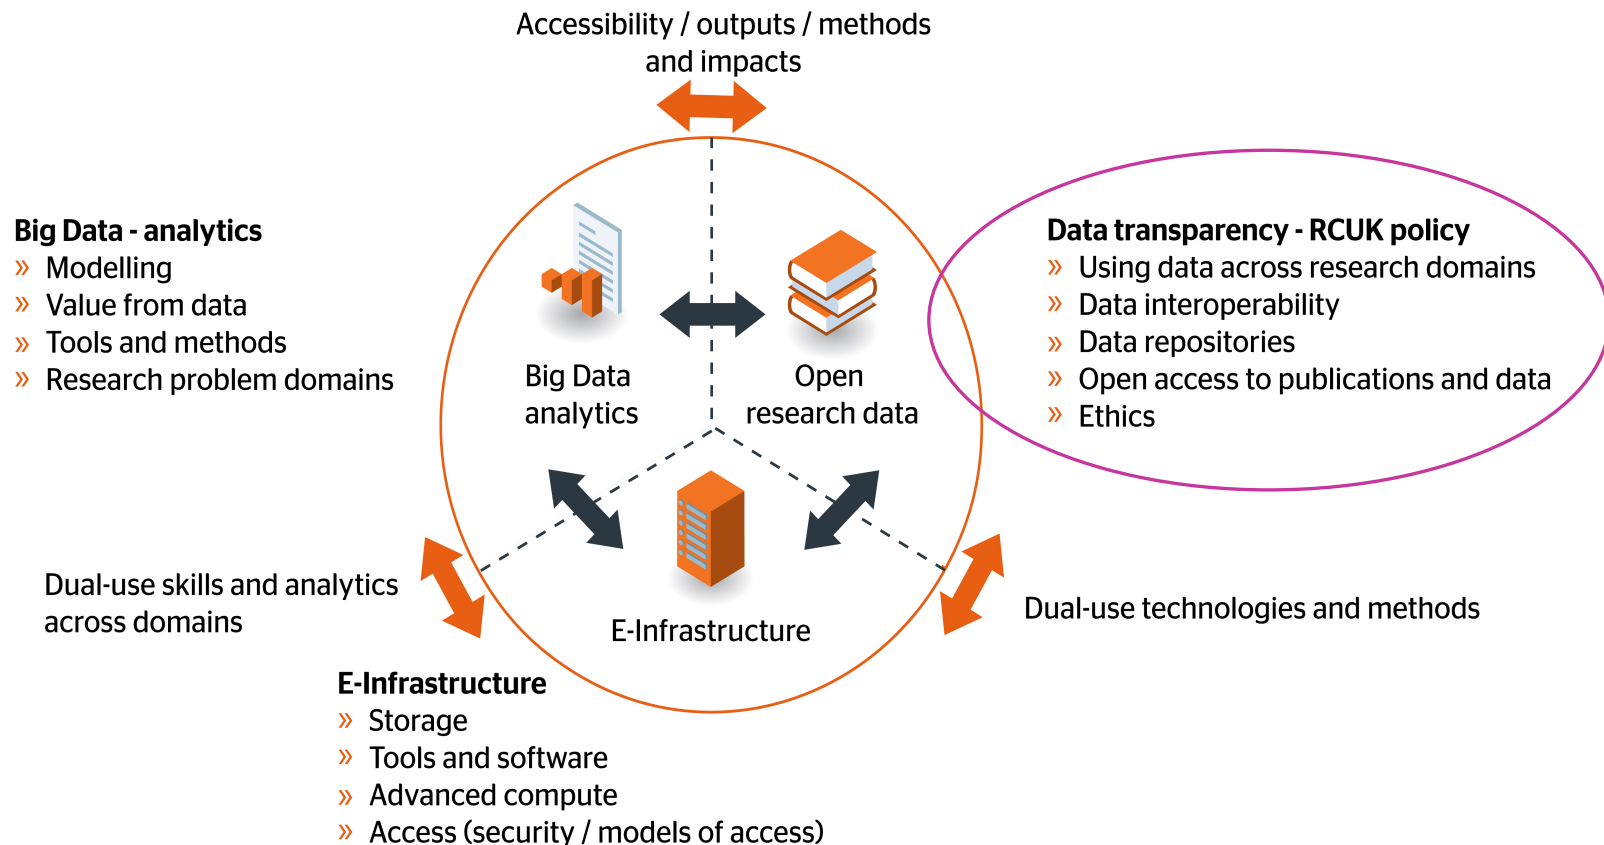 Accessibility / outputs / methods
and impacts
Big Data - analytics
» Modelling
» Value from data
» Tools and methods
» Research problem domains
Data transparency - RCUK policy
» Using data across research domains
» Data interoperability
» Data repositories
» Open access to publications and data
» Ethics
Big Data
analytics
Open
research data
E-Infrastructure
Dual-use skills and analytics
across domains
Dual-use technologies and methods
E-Infrastructure
» Storage
» Tools and software
» Advanced compute
» Access (security / models of access)